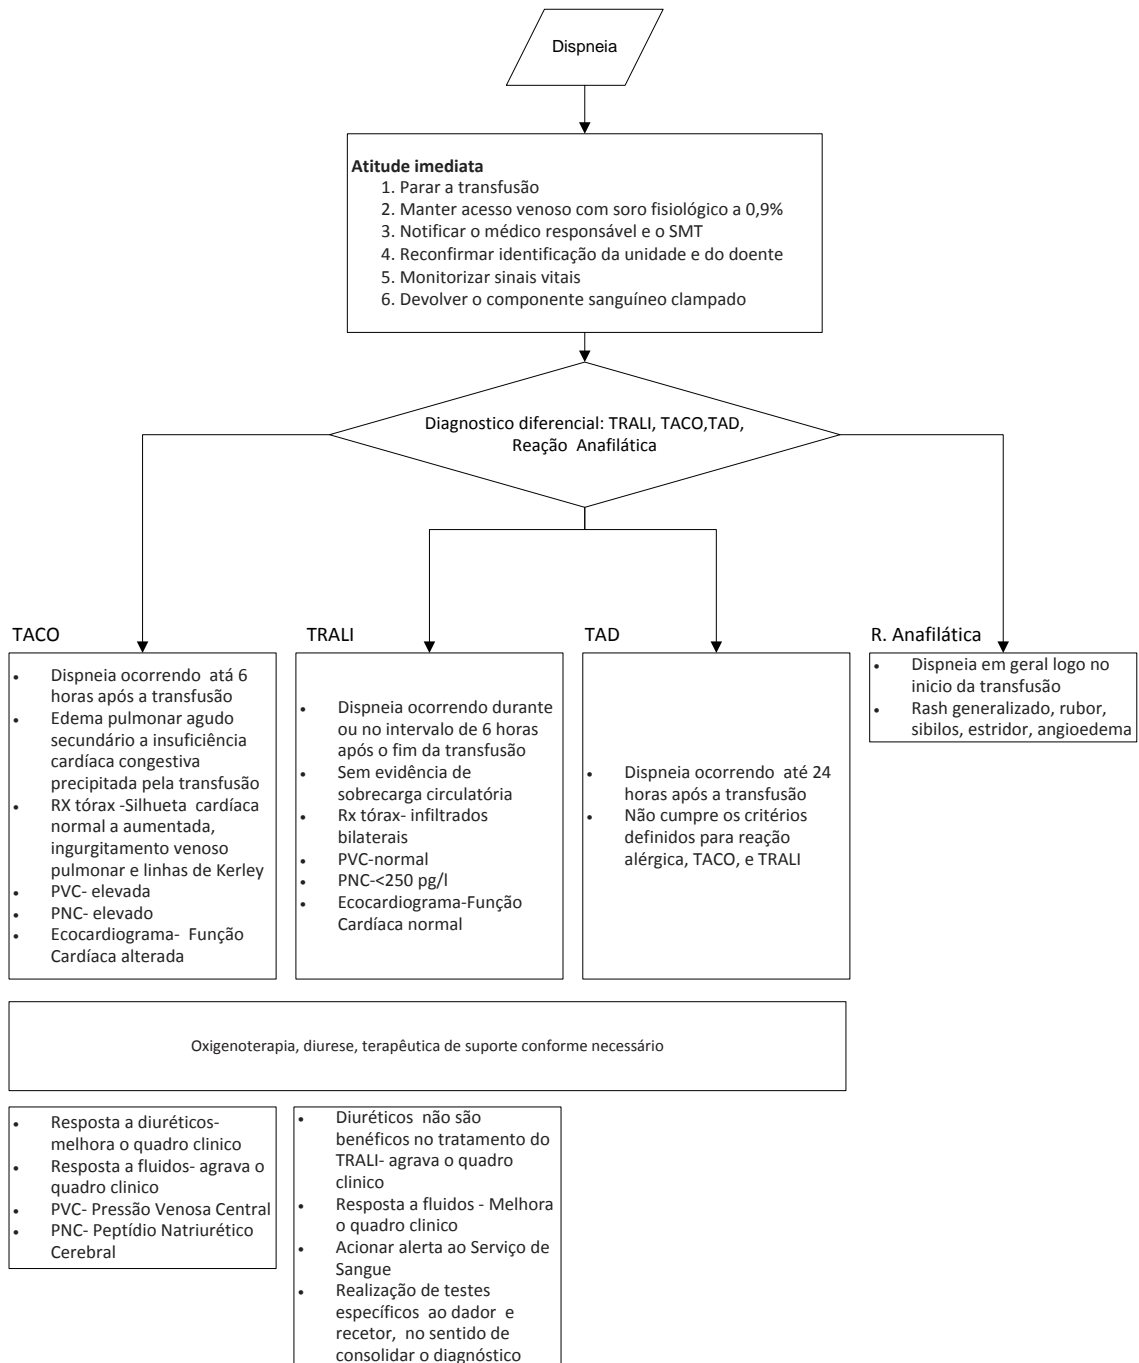 Dispneia
Atitude imediata
1. Parar a transfusão
2. Manter acesso venoso com soro fisiológico a 0,9%
3. Notificar o médico responsável e o SMT
4. Reconfirmar identificação da unidade e do doente
5. Monitorizar sinais vitais
6. Devolver o componente sanguíneo clampado
Diagnostico diferencial: TRALI, TACO,TAD,
Reação Anafilática
TACO
• Dispneia ocorrendo atá 6
horas após a transfusão
• Edema pulmonar agudo
secundário a insuficiência
cardíaca congestiva
precipitada pela transfusão
• RX tórax -Silhueta cardíaca
normal a aumentada,
ingurgitamento venoso
pulmonar e linhas de Kerley
• PVC- elevada
• PNC- elevado
• Ecocardiograma- Função
Cardíaca alterada
TRALI
• Dispneia ocorrendo durante
ou no intervalo de 6 horas
após o fim da transfusão
• Sem evidência de
sobrecarga circulatória
• Rx tórax- infiltrados
bilaterais
• PVC-normal
• PNC-<250 pg/l
• Ecocardiograma-Função
Cardíaca normal
TAD
• Dispneia ocorrendo até 24
horas após a transfusão
• Não cumpre os critérios
definidos para reação
alérgica, TACO, e TRALI
R. Anafilática
• Dispneia em geral logo no
inicio da transfusão
• Rash generalizado, rubor,
sibilos, estridor, angioedema
Oxigenoterapia, diurese, terapêutica de suporte conforme necessário
• Resposta a diuréticos-
melhora o quadro clinico
• Resposta a fluidos- agrava o
quadro clinico
• PVC- Pressão Venosa Central
• PNC- Peptídio Natriurético
Cerebral
• Diuréticos não são
benéficos no tratamento do
TRALI- agrava o quadro
clinico
• Resposta a fluidos - Melhora
o quadro clinico
• Acionar alerta ao Serviço de
Sangue
• Realização de testes
específicos ao dador e
recetor, no sentido de
consolidar o diagnóstico